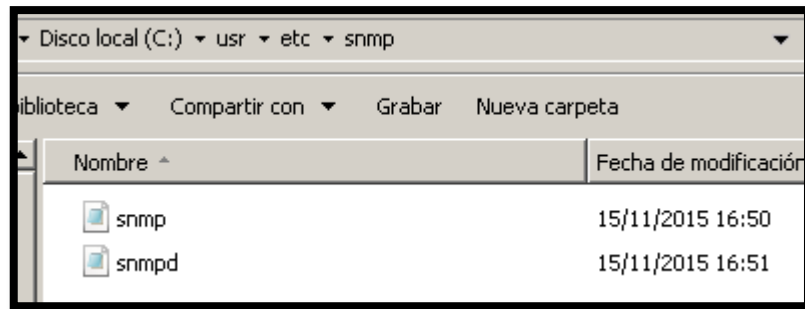 Disco local (C:) usr etc snmp
iblioteca Compartir con Grabar Nueva carpeta
Nombre Fecha de modificación
snmp 15/11/2015 16:50
snmpd 15/11/2015 16:51